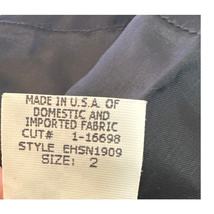 MADE IN U.S.A. OF
DOMESTIC AND
IMPORTED FABRIC
CUT# 1-16698
STYLE EHSN1909
SIZE: 2